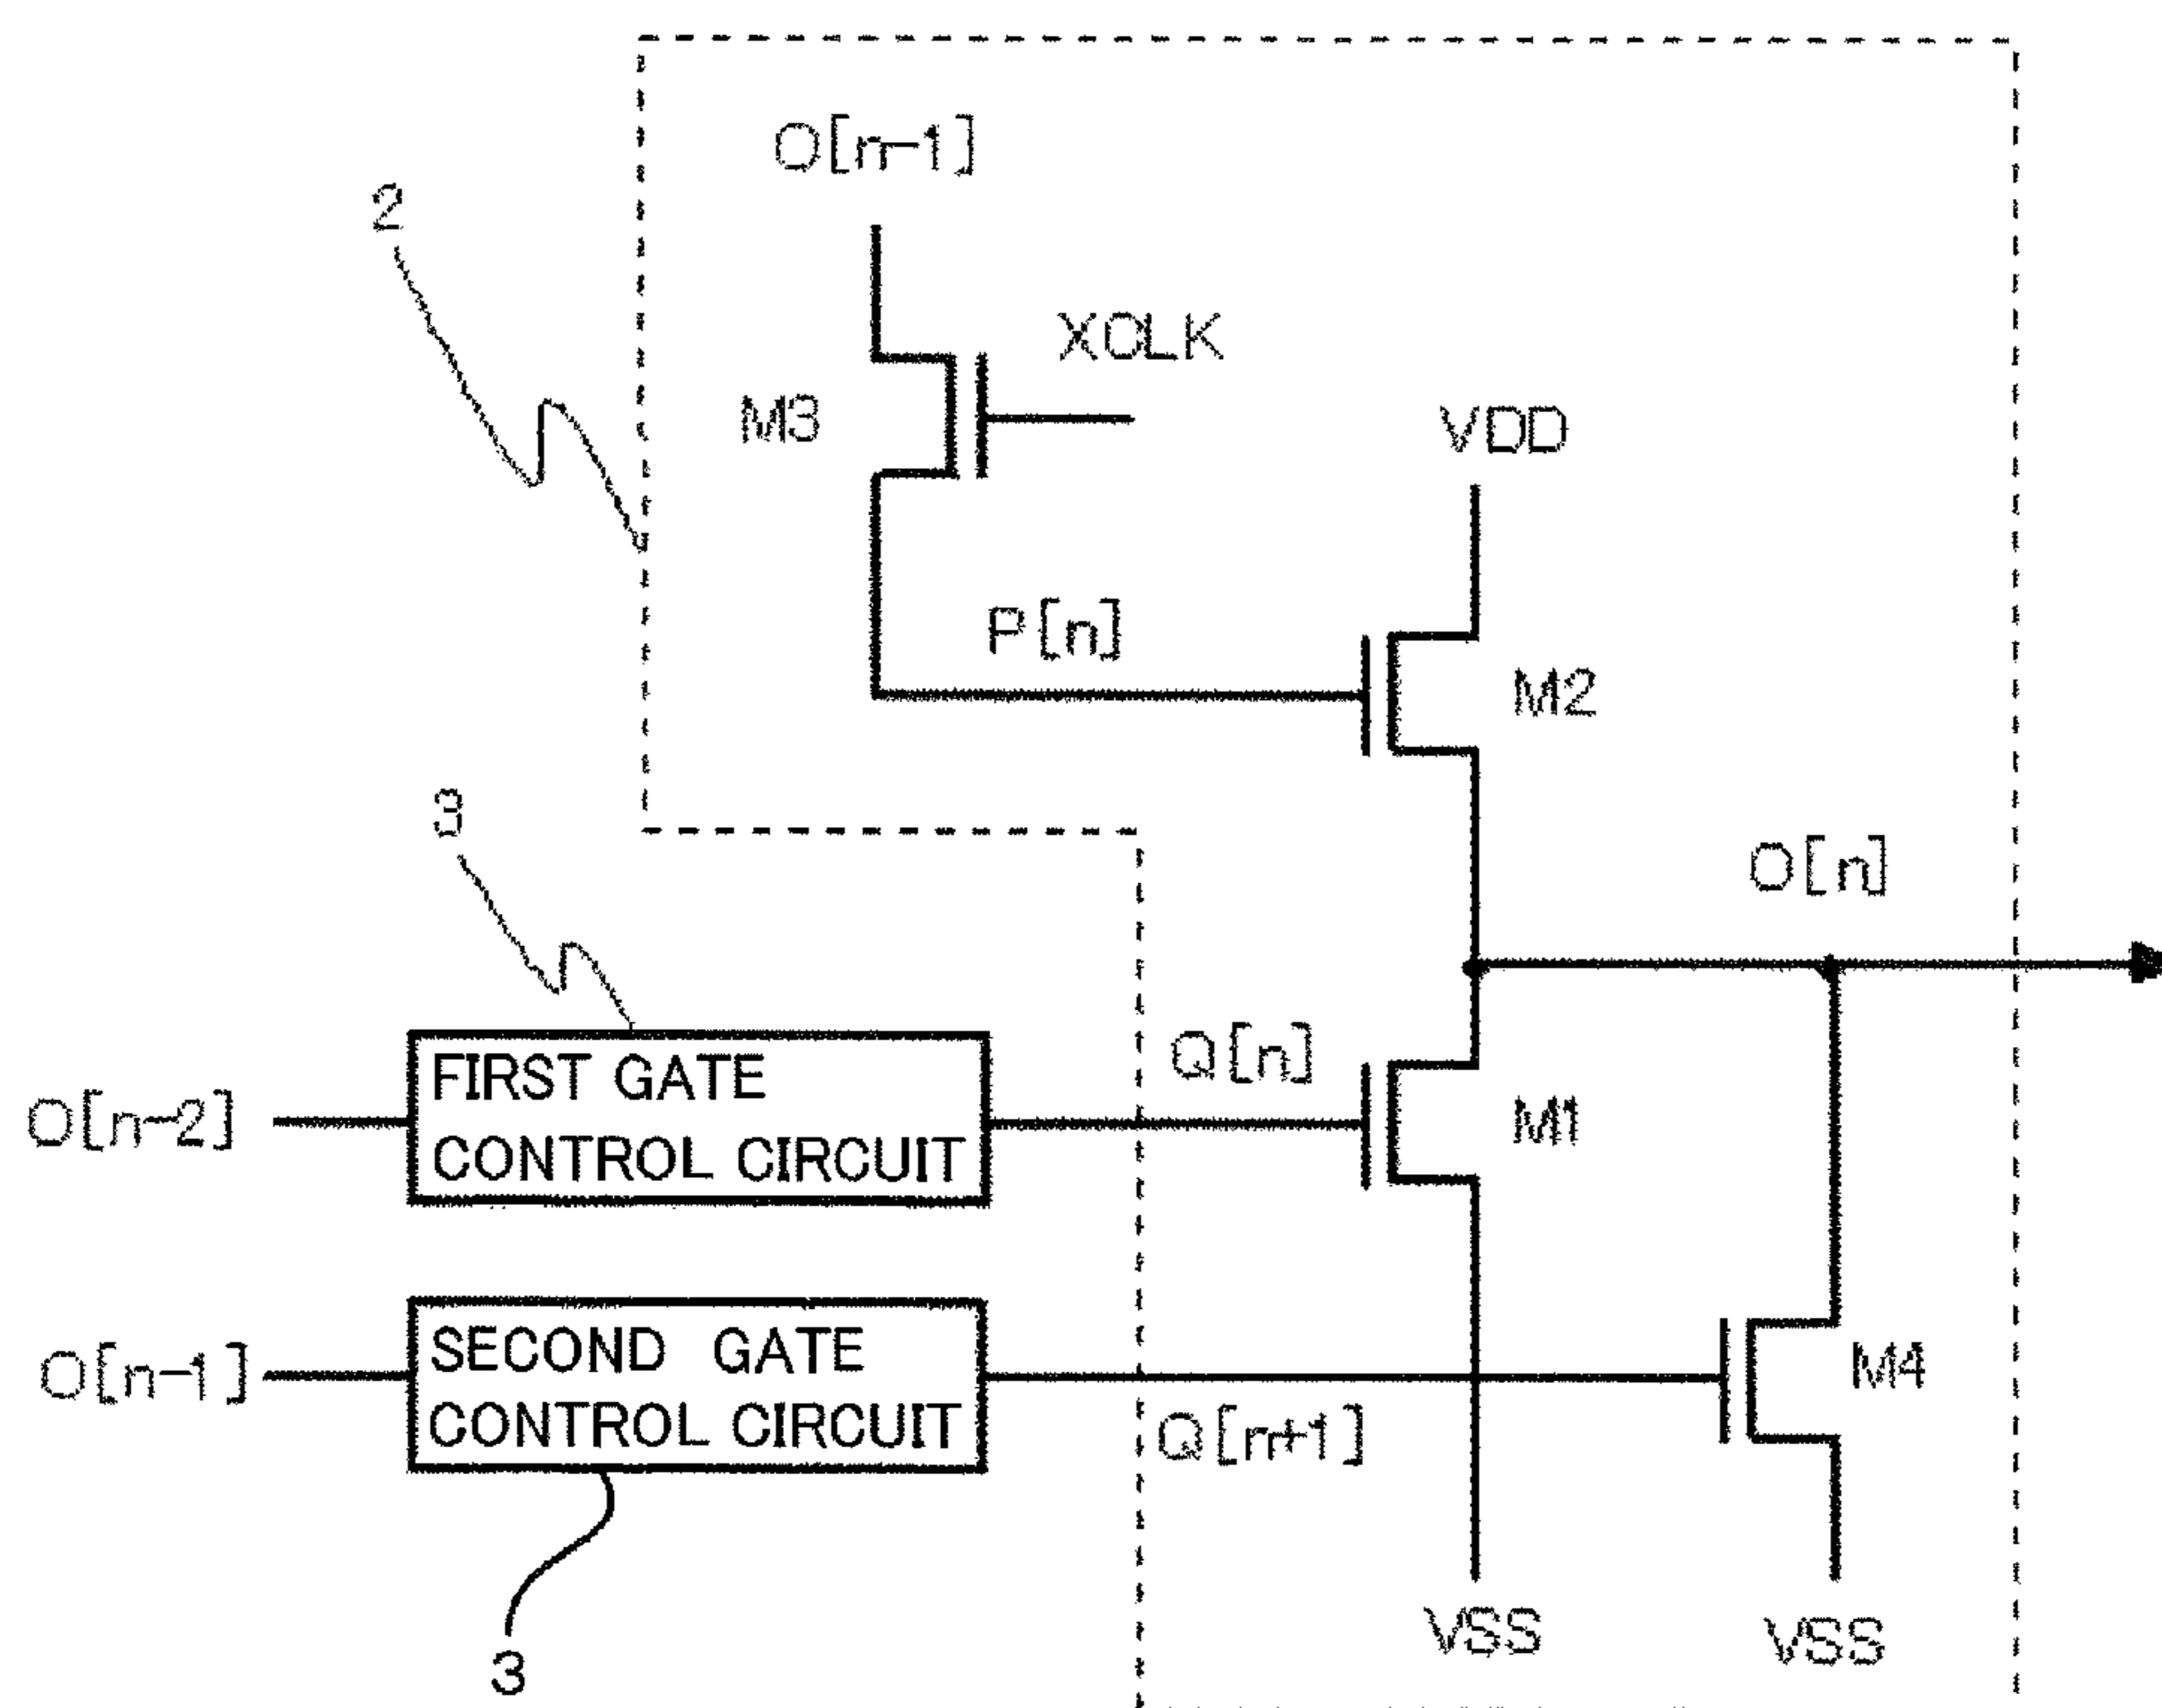 O[n-1]
2
XCLK
M3
VDD
P[n]
M2
3
O[n]
Q[n]
FIRST GATE
CONTROL CIRCUIT
O[n-2]
M1
SECOND GATE
CONTROL CIRCUIT
O[n-1]
M4
Q[n+1]
VSS
VSS
3